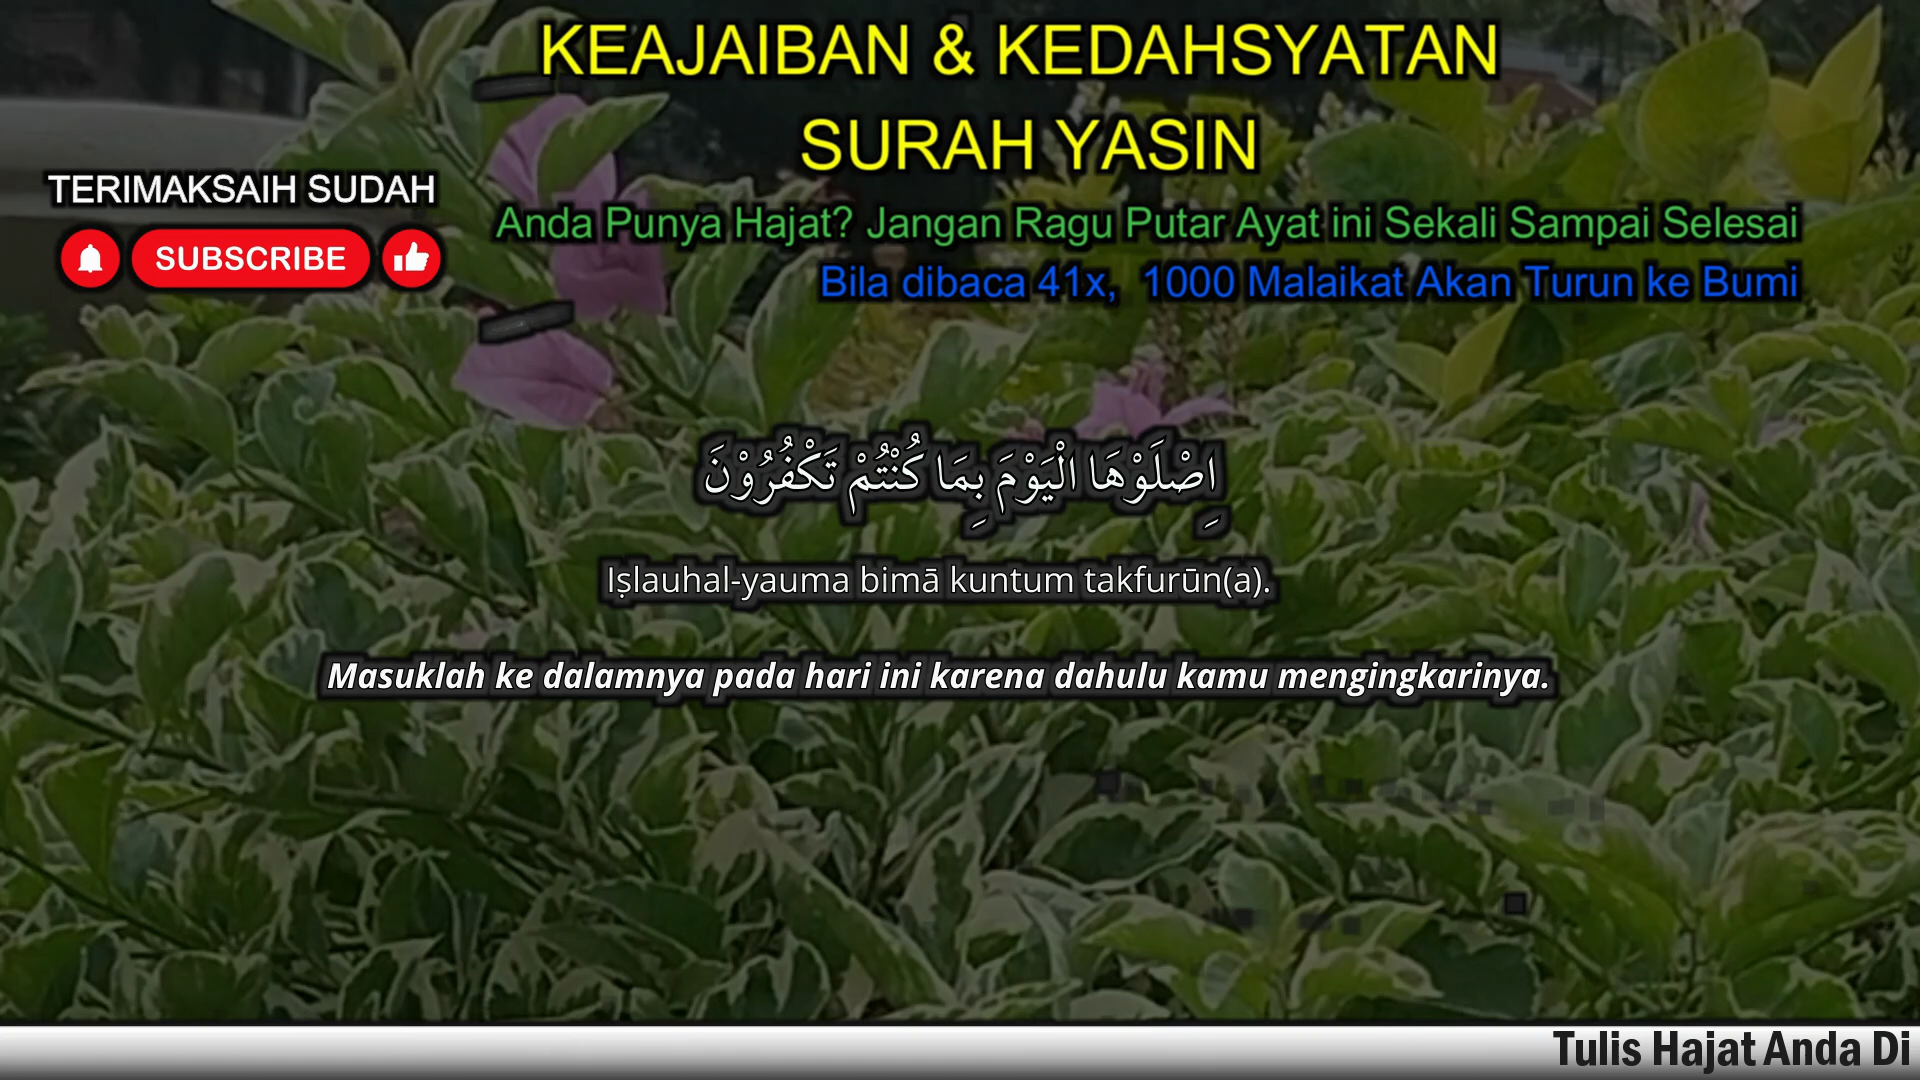 KEAJAIBAN & KEDAHSYATAN
SURAH YASIN
TERIMAKSAIH SUDAH
SUBSCRIBE
Anda Punya Hajat? Jangan Ragu Putar Ayat ini Sekali Sampai Selesai
Bila dibaca 41x, 1000 Malaikat Akan Turun ke Bumi
اِصْلَوْهَا الْيَوْمَ بِمَا كُنْتُمْ تَكْفُرُوْنَ
Iṣlauhal-yauma bimā kuntum takfurūn(a).
Masuklah ke dalamnya pada hari ini karena dahulu kamu mengingkarinya.
Tulis Hajat Anda Di